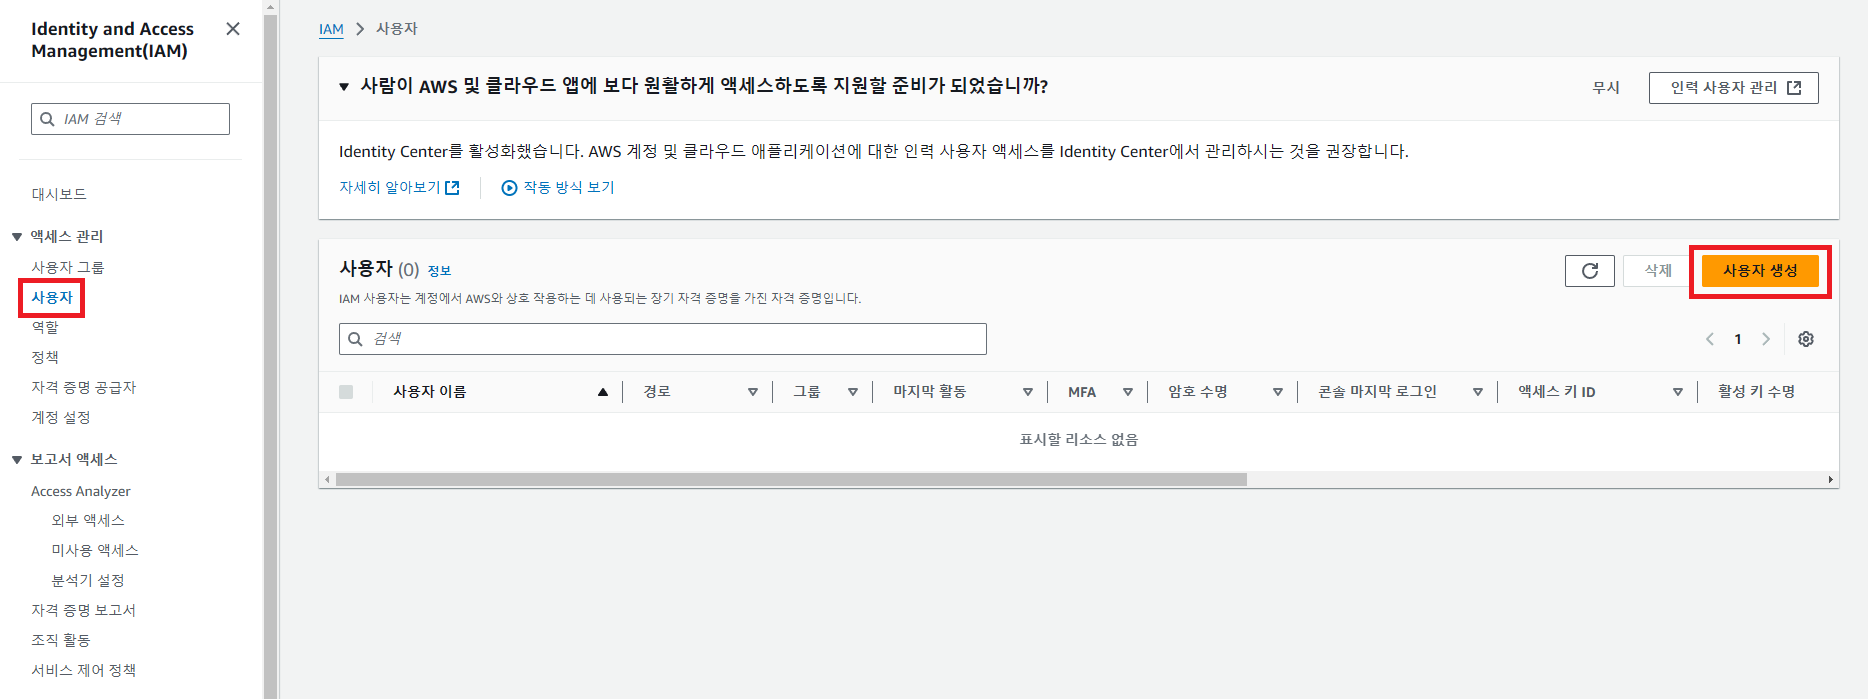 Identity and Access
Management(IAM)
IAM 검색
대시보드
액세스 관리
사용자 그룹
사용자
역할
정책
자격 증명 공급자
계정 설정
보고서 액세스
Access Analyzer
외부 액세스
미사용 액세스
분석기 설정
자격 증명 보고서
조직 활동
서비스 제어 정책
IAM > 사용자
사람이 AWS 및 클라우드 앱에 보다 원활하게 액세스하도록 지원할 준비가 되었습니까?
무시
인력 사용자 관리
Identity Center를 활성화했습니다. AWS 계정 및 클라우드 애플리케이션에 대한 인력 사용자 액세스를 Identity Center에서 관리하시는 것을 권장합니다.
자세히 알아보기
작동 방식 보기
사용자 (0) 정보
삭제
사용자 생성
IAM 사용자는 계정에서 AWS와 상호 작용하는 데 사용되는 장기 자격 증명을 가진 자격 증명입니다.
검색
1
사용자 이름 경로 그룹 마지막 활동 MFA 암호 수명 콘솔 마지막 로그인 액세스 키 ID 활성 키 수명
표시할 리소스 없음